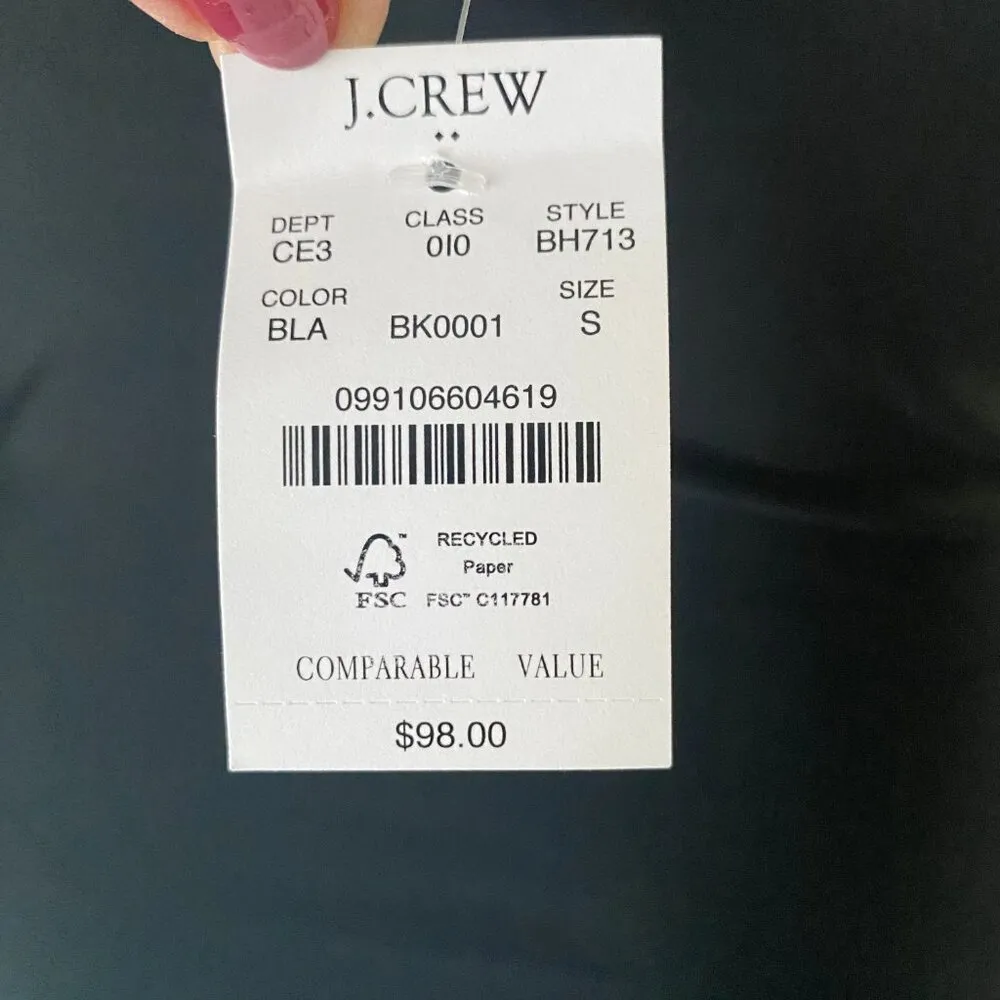 J.CREW
DEPT CLASS STYLE
CE3 0I0 BH713
COLOR SIZE
BLA BK0001 S
099106604619
RECYCLED
Paper
FSC FSC™ C117781
COMPARABLE VALUE
$98.00